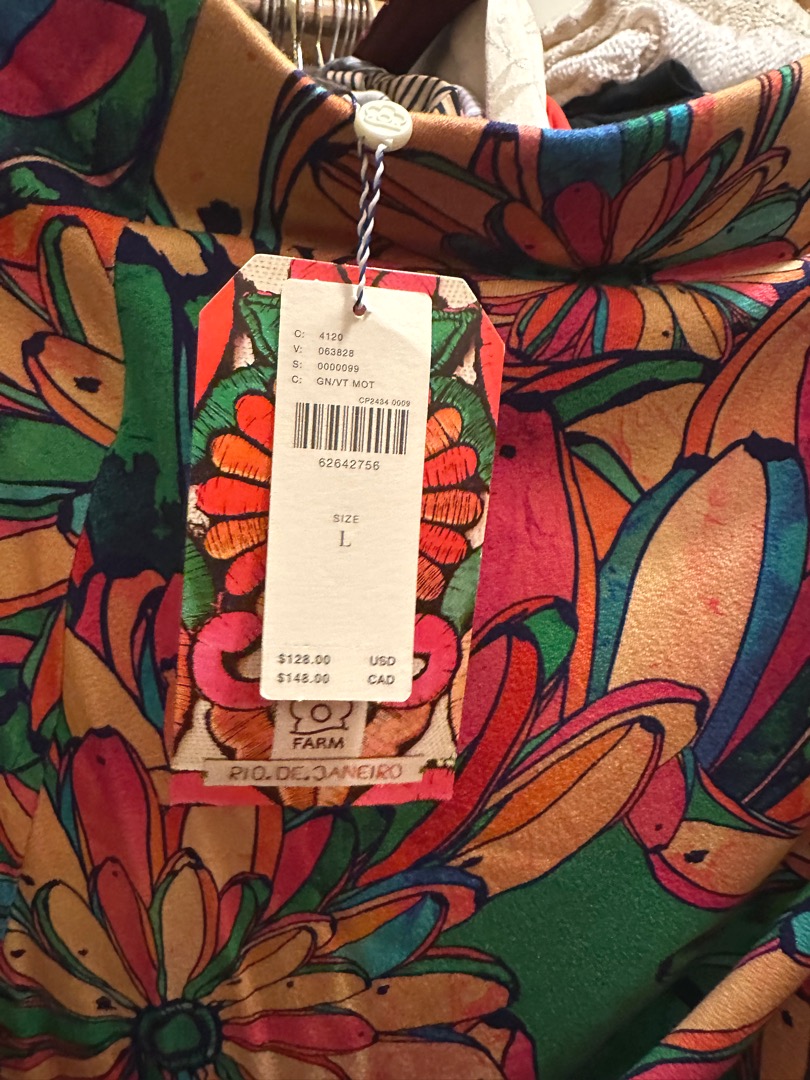 C: 4120
V: 063828
S: 0000099
C: GN/VT MOT
CP2434 0009
62642756
SIZE
L
$128.00 USD
$148.00 CAD
FARM
RIO.DE.JANEIRO